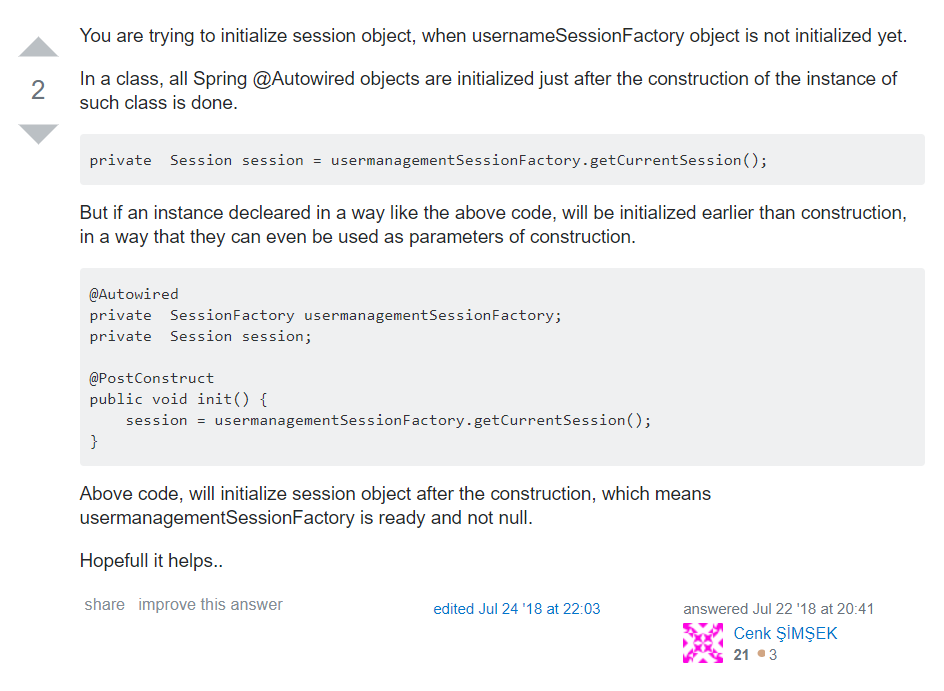 You are trying to initialize session object, when usernameSessionFactory object is not initialized yet.
2
In a class, all Spring @Autowired objects are initialized just after the construction of the instance of
such class is done.
private  Session session = usermanagementSessionFactory.getCurrentSession();
But if an instance decleared in a way like the above code, will be initialized earlier than construction,
in a way that they can even be used as parameters of construction.
@Autowired
private  SessionFactory usermanagementSessionFactory;
private  Session session;
@PostConstruct
public void init() {
    session = usermanagementSessionFactory.getCurrentSession();
}
Above code, will initialize session object after the construction, which means
usermanagementSessionFactory is ready and not null.
Hopefull it helps..
share improve this answer
edited Jul 24 '18 at 22:03
answered Jul 22 '18 at 20:41
Cenk ŞİMŞEK
21 3